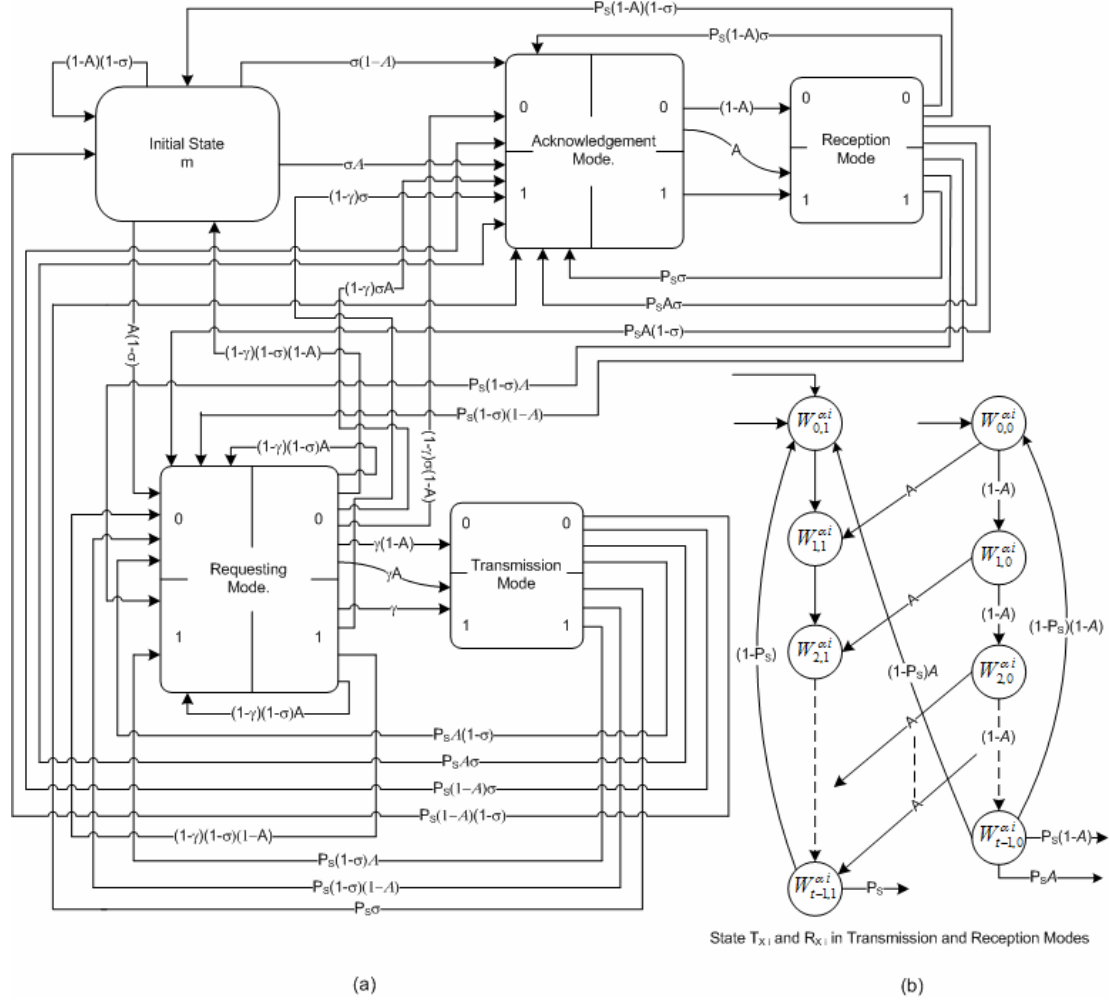 P_S(1-A)(1-σ)
P_S(1-A)σ
(1-A)(1-σ)
σ(1-A)
Initial State
m
σA
0
0
Acknowledgement
Mode.
1
1
(1-A)
A
0
0
Reception
Mode
1
1
(1-γ)σ
(1-γ)σA
P_Sσ
P_SAσ
P_SA(1-σ)
A(1-σ)
(1-γ)(1-σ)(1-A)
P_S(1-σ)A
P_S(1-σ)(1-A)
(1-γ)σ(1-A)
(1-γ)(1-σ)A
0
0
Requesting
Mode.
1
1
γ(1-A)
γA
γ
0
0
Transmission
Mode
1
1
(1-γ)(1-σ)A
P_SA(1-σ)
P_SAσ
P_S(1-A)σ
P_S(1-A)(1-σ)
(1-γ)(1-σ)(1-A)
P_S(1-σ)A
P_S(1-σ)(1-A)
P_Sσ
W_{0,1}^{αi}
W_{0,0}^{αi}
A
(1-A)
W_{1,1}^{αi}
W_{1,0}^{αi}
A
(1-A)
W_{2,1}^{αi}
W_{2,0}^{αi}
(1-P_S)
(1-P_S)A
(1-P_S)(1-A)
A
(1-A)
A
W_{t-1,0}^{αi}
P_S(1-A)
P_SA
W_{t-1,1}^{αi}
P_S
State T_{X i} and R_{X i} in Transmission and Reception Modes
(a)
(b)